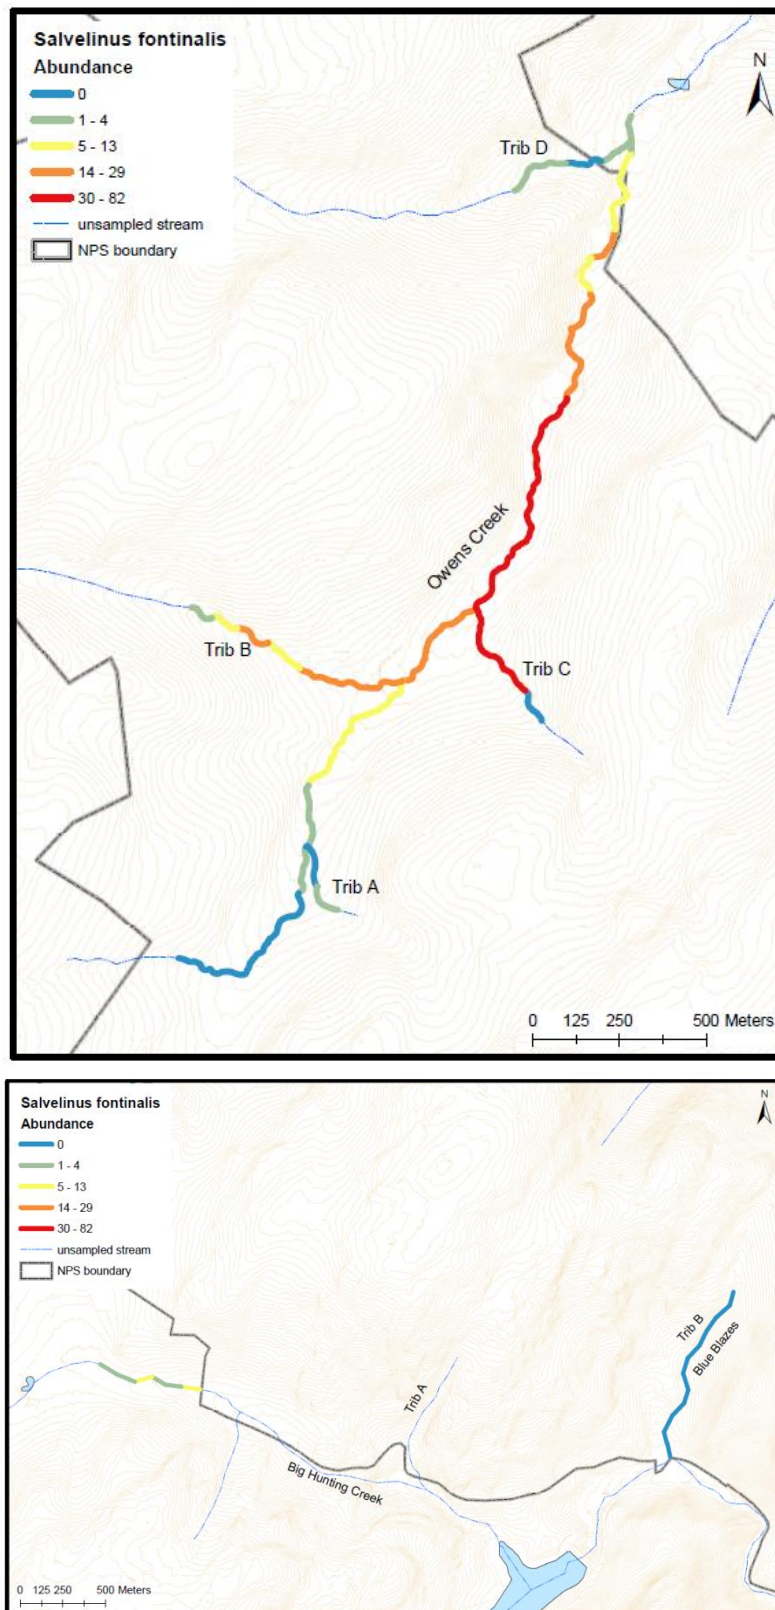 Salvelinus fontinalis
Abundance
0
1 - 4
5 - 13
14 - 29
30 - 82
unsampled stream
NPS boundary
N
Trib D
Owens Creek
Trib B
Trib C
Trib A
0 125 250 500 Meters
Salvelinus fontinalis
Abundance
0
1 - 4
5 - 13
14 - 29
30 - 82
unsampled stream
NPS boundary
N
Trib B
Blue Blazes
Trib A
Big Hunting Creek
0 125 250 500 Meters